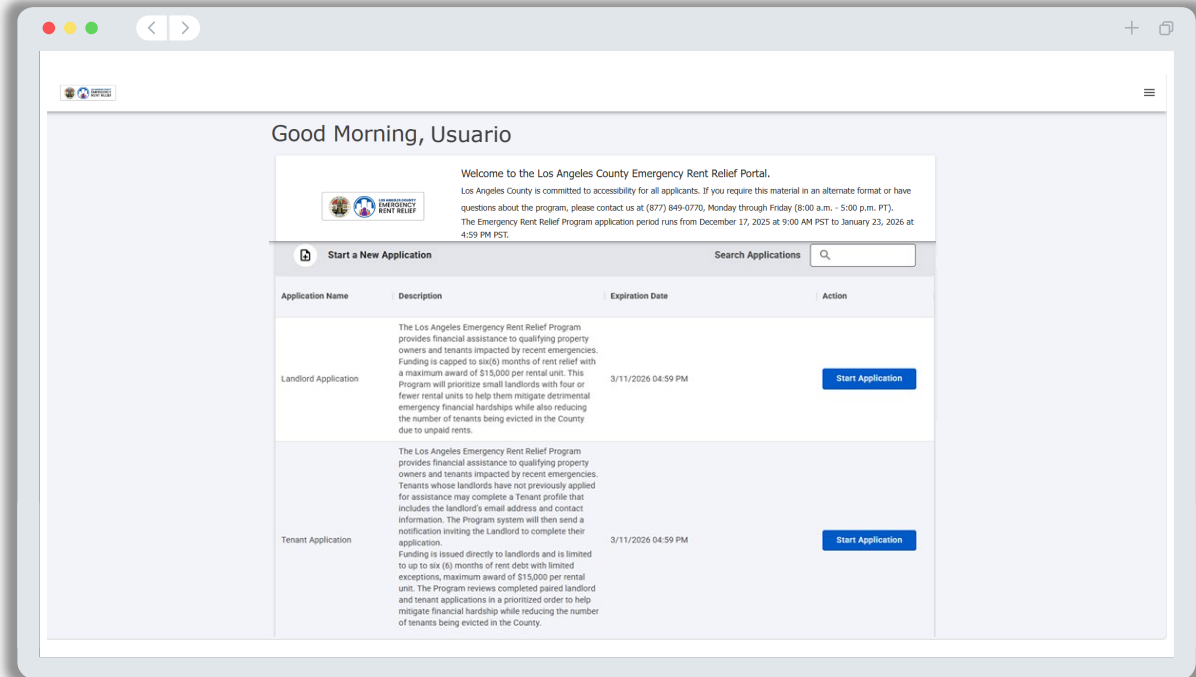 LOS ANGELES COUNTY
EMERGENCY
RENT RELIEF
Good Morning, Usuario
LOS ANGELES COUNTY
EMERGENCY
RENT RELIEF
Welcome to the Los Angeles County Emergency Rent Relief Portal.
Los Angeles County is committed to accessibility for all applicants. If you require this material in an alternate format or have
questions about the program, please contact us at (877) 849-0770, Monday through Friday (8:00 a.m. - 5:00 p.m. PT).
The Emergency Rent Relief Program application period runs from December 17, 2025 at 9:00 AM PST to January 23, 2026 at
4:59 PM PST.
Start a New Application
Search Applications
Application Name Description Expiration Date Action
The Los Angeles Emergency Rent Relief Program
provides financial assistance to qualifying property
owners and tenants impacted by recent emergencies.
Funding is capped to six(6) months of rent relief with
a maximum award of $15,000 per rental unit. This
Program will prioritize small landlords with four or
fewer rental units to help them mitigate detrimental
emergency financial hardships while also reducing
the number of tenants being evicted in the County
due to unpaid rents.
Landlord Application
3/11/2026 04:59 PM
Start Application
The Los Angeles Emergency Rent Relief Program
provides financial assistance to qualifying property
owners and tenants impacted by recent emergencies.
Tenants whose landlords have not previously applied
for assistance may complete a Tenant profile that
includes the landlord's email address and contact
information. The Program system will then send a
notification inviting the Landlord to complete their
application.
Funding is issued directly to landlords and is limited
to up to six (6) months of rent debt with limited
exceptions, maximum award of $15,000 per rental
unit. The Program reviews completed paired landlord
and tenant applications in a prioritized order to help
mitigate financial hardship while reducing the number
of tenants being evicted in the County.
Tenant Application
3/11/2026 04:59 PM
Start Application